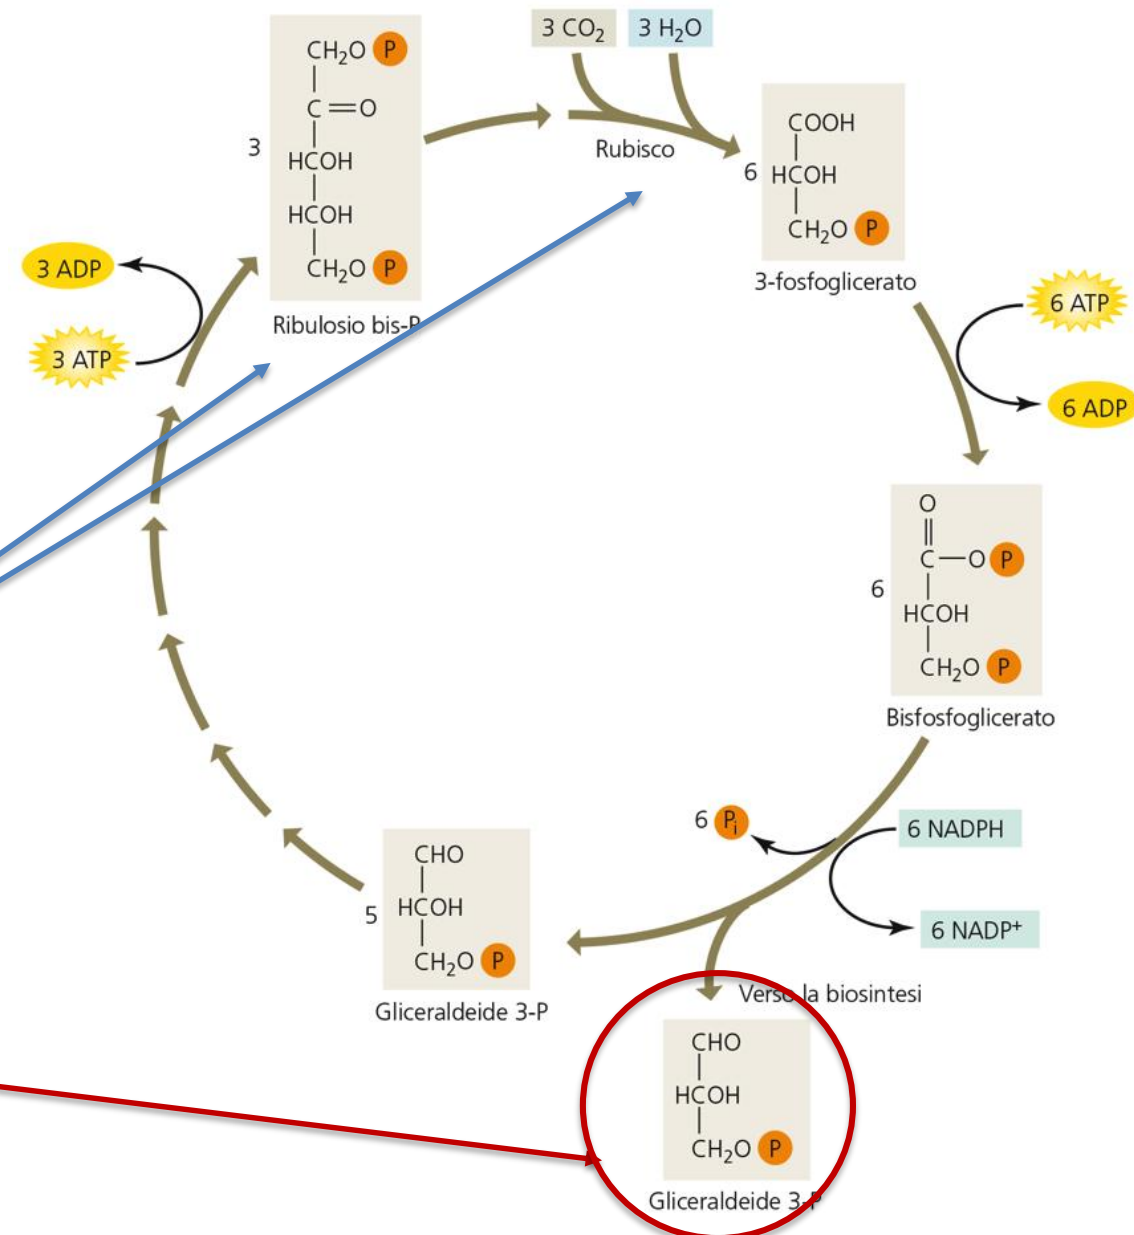 3 CO₂
3 H₂O
Rubisco
3
CH₂O P
C=O
HCOH
HCOH
CH₂O P
Ribulosio bis-P
6
COOH
HCOH
CH₂O P
3-fosfoglicerato
6 ATP
6 ADP
6
O
C—O P
HCOH
CH₂O P
Bisfosfoglicerato
6 Pᵢ
6 NADPH
6 NADP⁺
5
CHO
HCOH
CH₂O P
Gliceraldeide 3-P
Verso la biosintesi
CHO
HCOH
CH₂O P
Gliceraldeide 3-P
3 ADP
3 ATP